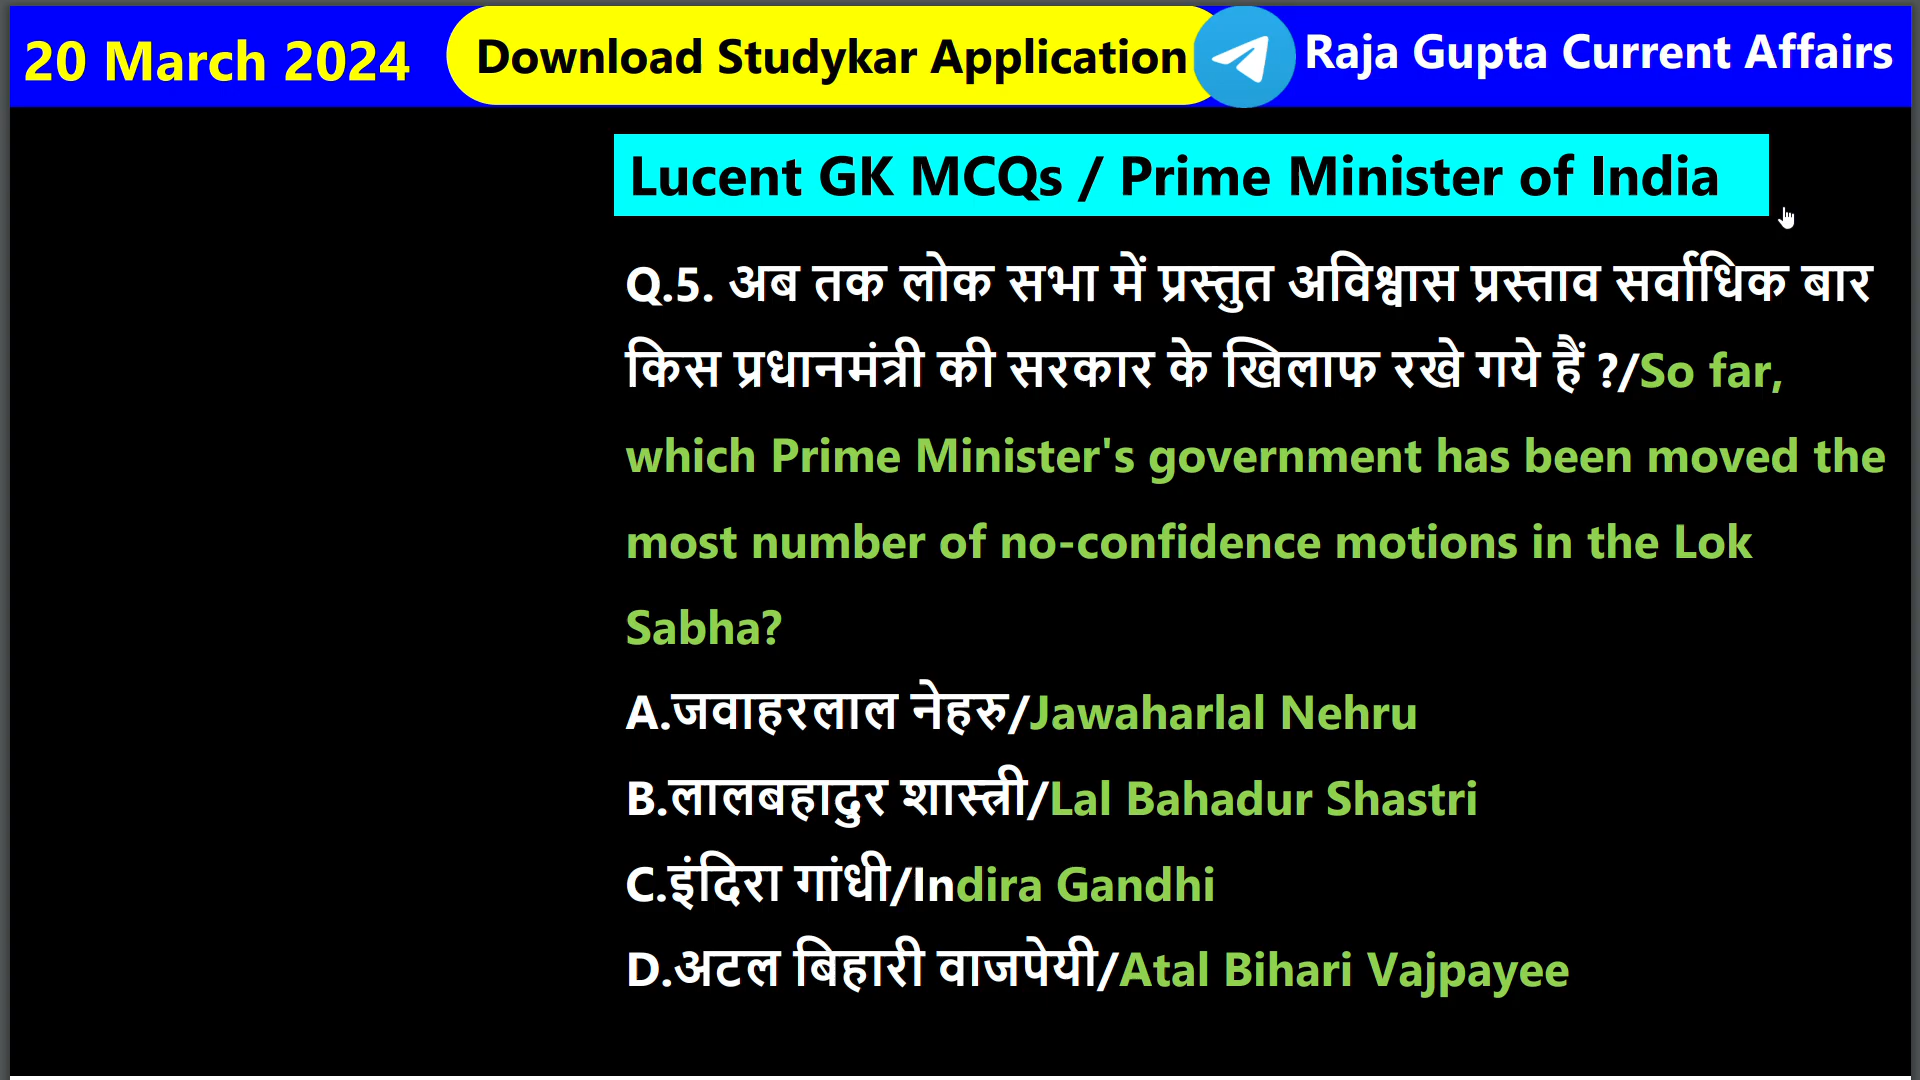 20 March 2024 Download Studykar Application Raja Gupta Current Affairs
Lucent GK MCQs / Prime Minister of India
Q.5. अब तक लोक सभा में प्रस्तुत अविश्वास प्रस्ताव सर्वाधिक बार
किस प्रधानमंत्री की सरकार के खिलाफ रखे गये हैं ?/So far,
which Prime Minister's government has been moved the
most number of no-confidence motions in the Lok
Sabha?
A.जवाहरलाल नेहरु/Jawaharlal Nehru
B.लालबहादुर शास्त्री/Lal Bahadur Shastri
C.इंदिरा गांधी/Indira Gandhi
D.अटल बिहारी वाजपेयी/Atal Bihari Vajpayee